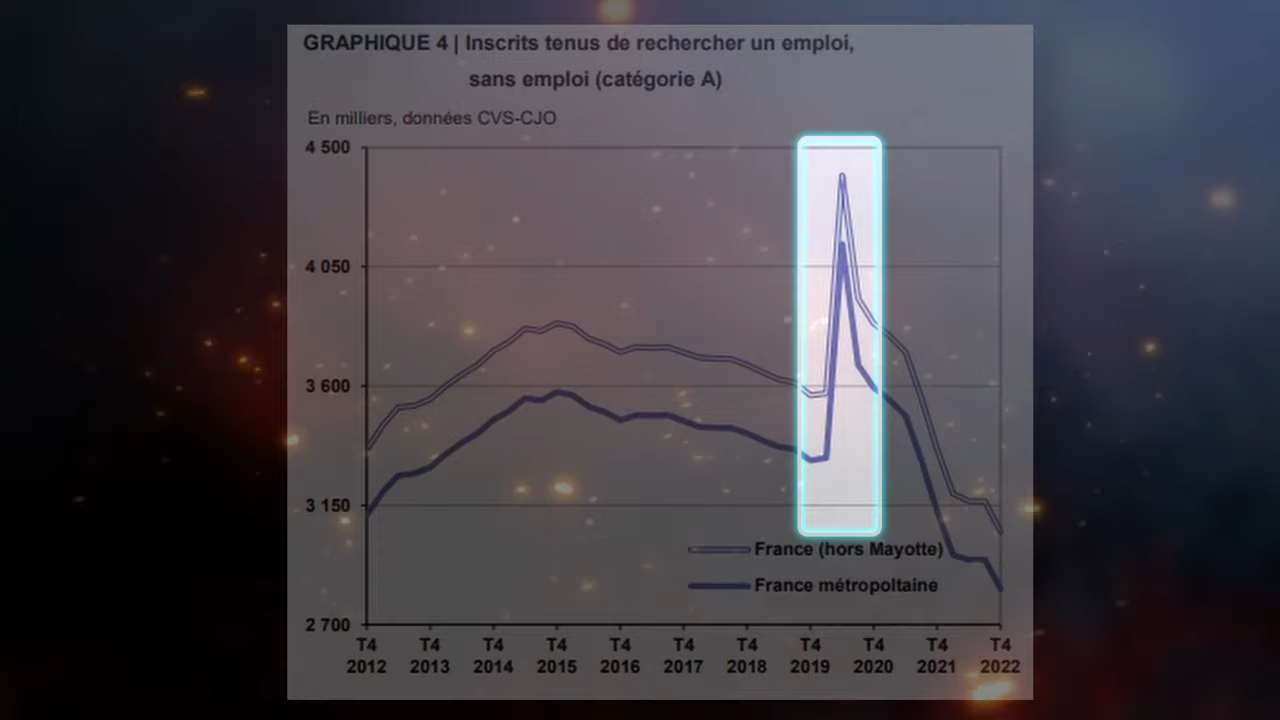 GRAPHIQUE 4 | Inscrits tenus de rechercher un emploi,
sans emploi (catégorie A)
En milliers, données CVS-CJO
4 500
4 050
3 600
3 150
2 700
France (hors Mayotte)
France métropoltaine
T4 T4 T4 T4 T4 T4 T4 T4 T4 T4 T4
2012 2013 2014 2015 2016 2017 2018 2019 2020 2021 2022